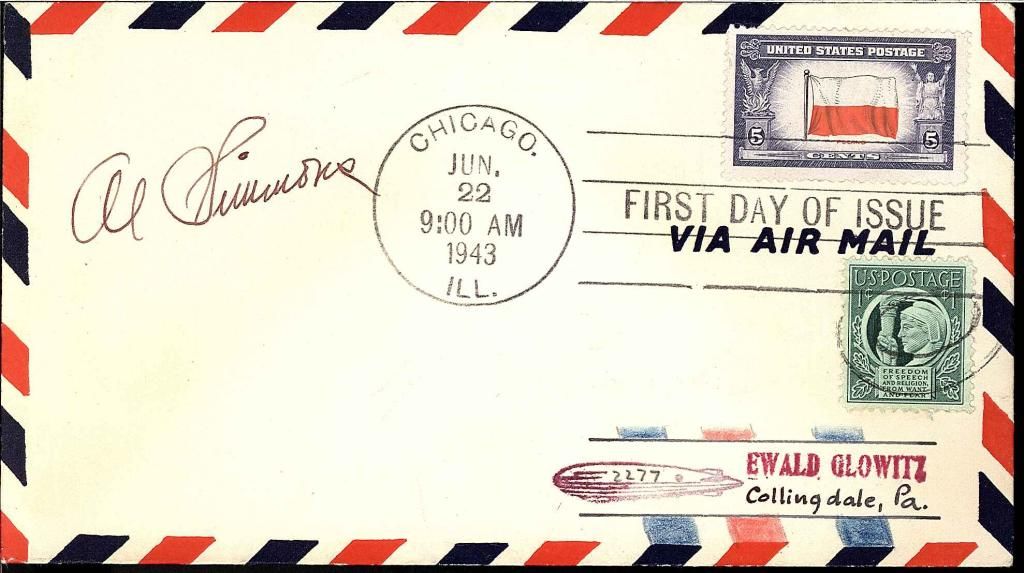 UNITED STATES POSTAGE
5 5
POLAND
CENTS
Al Simmons
CHICAGO.
JUN.
22
9:00 AM
1943
ILL.
FIRST DAY OF ISSUE
VIA AIR MAIL
U.S. POSTAGE
1¢ ¢1
FREEDOM
OF SPEECH
AND RELIGION,
FROM WANT
AND FEAR
2277
EWALD GLOWITZ
Collingdale, Pa.